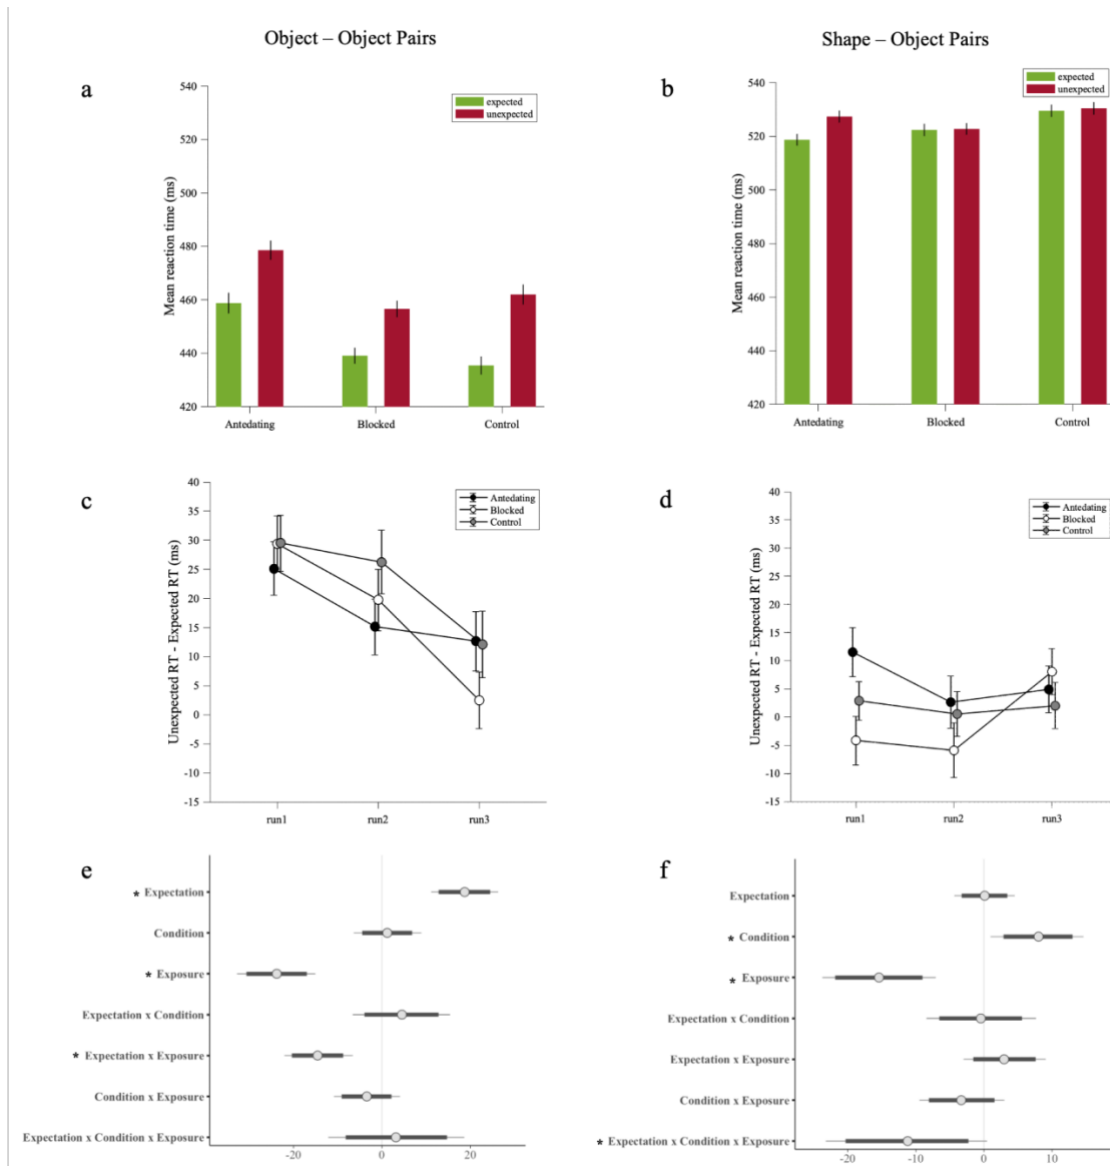 Object – Object Pairs
Shape – Object Pairs
a
expected
unexpected
Mean reaction time (ms)
540
520
500
480
460
440
420
Antedating
Blocked
Control
b
expected
unexpected
Mean reaction time (ms)
540
520
500
480
460
440
420
Antedating
Blocked
Control
c
Antedating
Blocked
Control
Unexpected RT - Expected RT (ms)
40
35
30
25
20
15
10
5
0
-5
-10
-15
run1
run2
run3
d
Antedating
Blocked
Control
Unexpected RT - Expected RT (ms)
40
35
30
25
20
15
10
5
0
-5
-10
-15
run1
run2
run3
e
* Expectation
Condition
* Exposure
Expectation x Condition
* Expectation x Exposure
Condition x Exposure
Expectation x Condition x Exposure
-20
0
20
f
Expectation
* Condition
* Exposure
Expectation x Condition
Expectation x Exposure
Condition x Exposure
* Expectation x Condition x Exposure
-20
-10
0
10